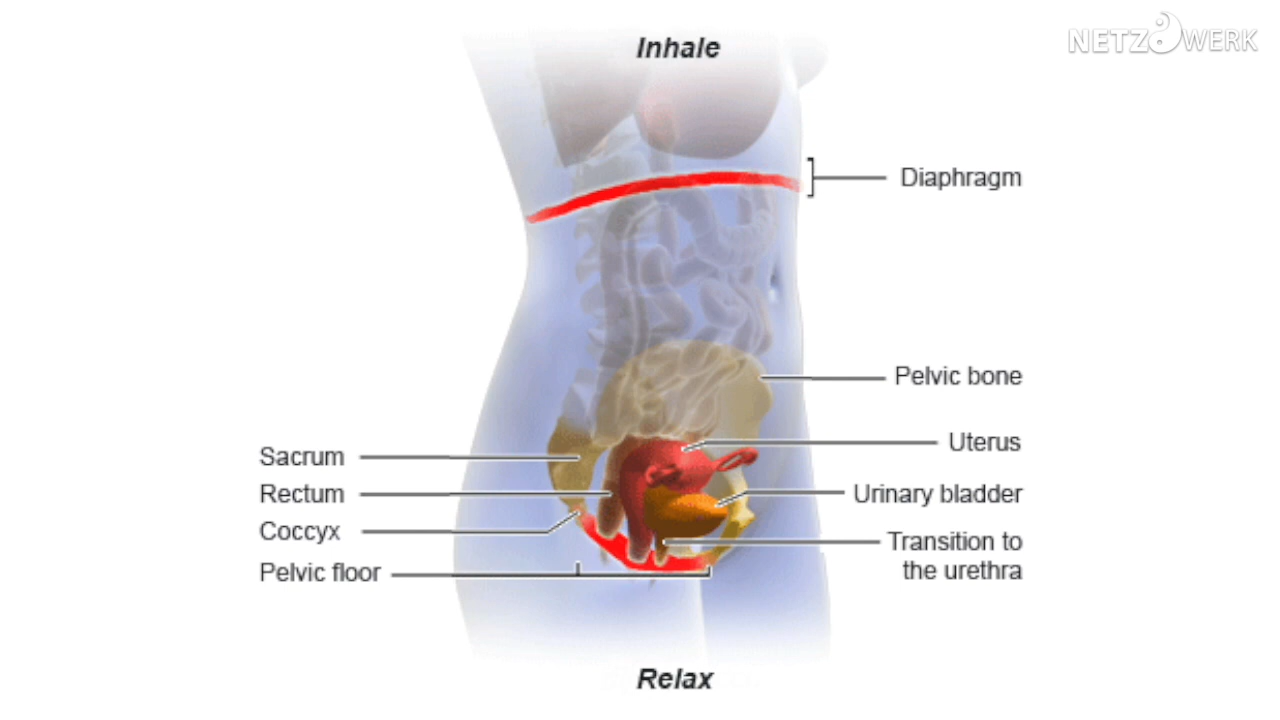 NETZWERK
Inhale
Diaphragm
Pelvic bone
Uterus
Sacrum
Rectum
Urinary bladder
Coccyx
Transition to
the urethra
Pelvic floor
Relax